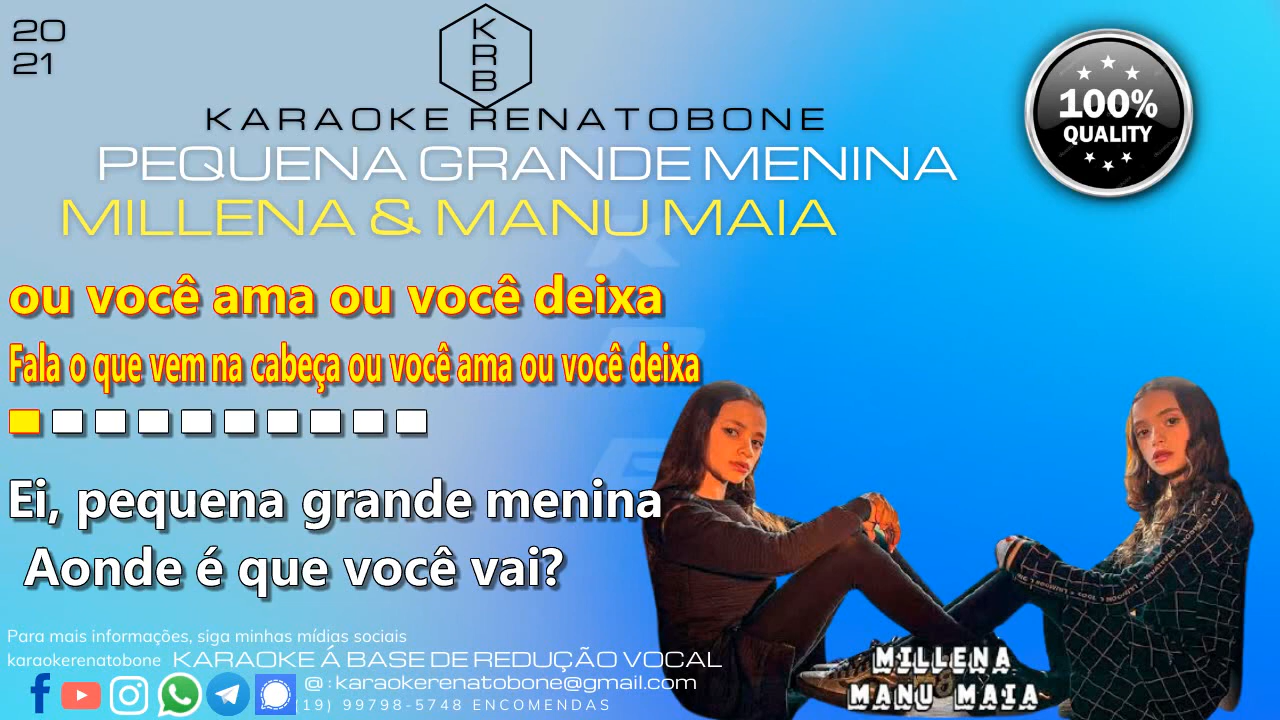 20
21
K
R
B
KARAOKE RENATOBONE
PEQUENA GRANDE MENINA
MILLENA & MANU MAIA
100%
QUALITY
ou você ama ou você deixa
Fala o que vem na cabeça ou você ama ou você deixa
Ei, pequena grande menina
Aonde é que você vai?
Para mais informações, siga minhas mídias sociais
karaokerenatobone
KARAOKE Á BASE DE REDUÇÃO VOCAL
@:karaokerenatobone@gmail.com
(19) 99798-5748 ENCOMENDAS
MILLENA
MANU MAIA